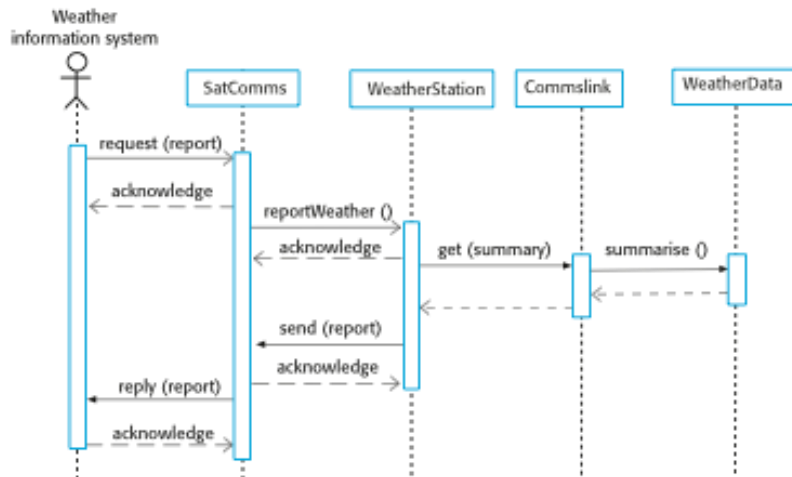 Weather
information system
SatComms
WeatherStation
Commslink
WeatherData
request (report)
acknowledge
reportWeather ()
acknowledge
get (summary)
summarise ()
send (report)
acknowledge
reply (report)
acknowledge